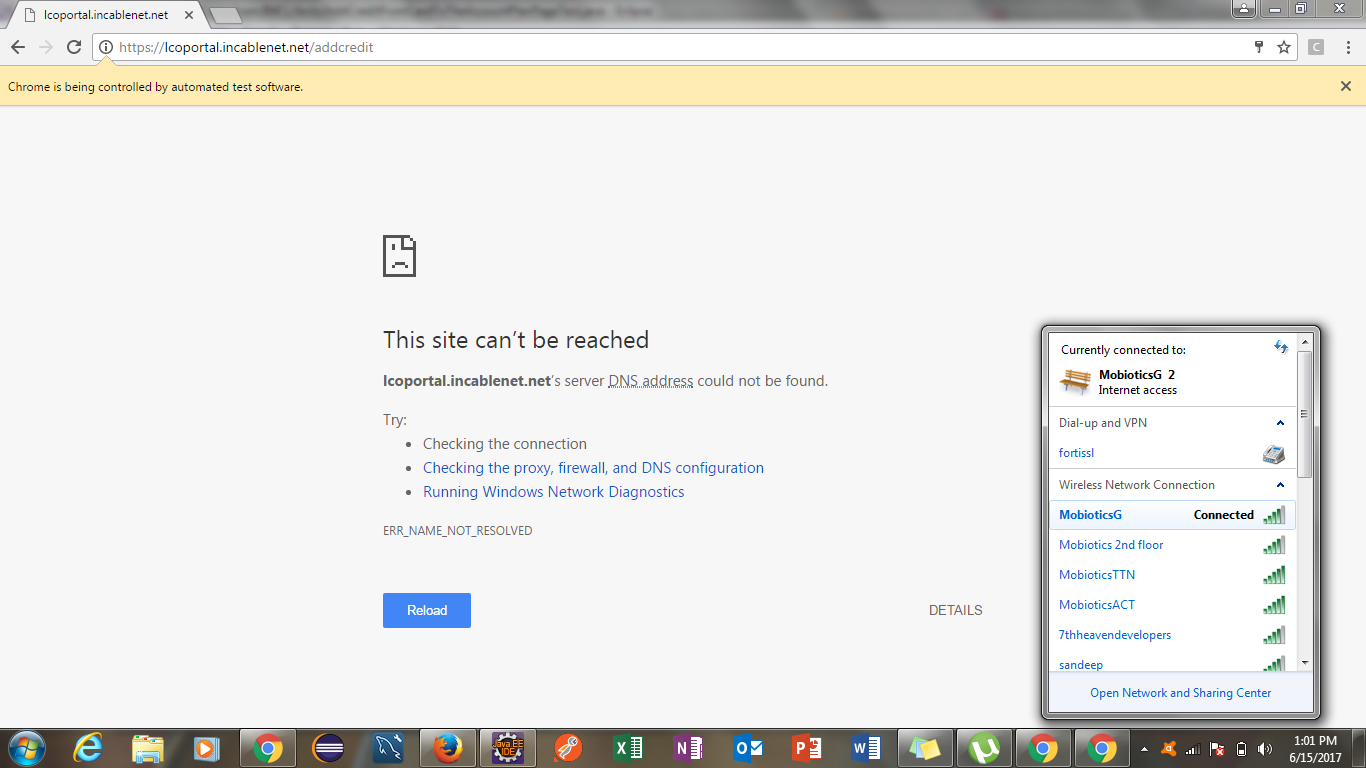 lcoportal.incablenet.net
https://lcoportal.incablenet.net/addcredit
C
Chrome is being controlled by automated test software.
This site can't be reached
lcoportal.incablenet.net's server DNS address could not be found.
Try:
• Checking the connection
• Checking the proxy, firewall, and DNS configuration
• Running Windows Network Diagnostics
ERR_NAME_NOT_RESOLVED
Reload
DETAILS
Currently connected to:
MobioticsG 2
Internet access
Dial-up and VPN
fortissl
Wireless Network Connection
MobioticsG Connected
Mobiotics 2nd floor
MobioticsTTN
MobioticsACT
7thheavendevelopers
sandeep
Open Network and Sharing Center
Java EE
IDE
1:01 PM
6/15/2017